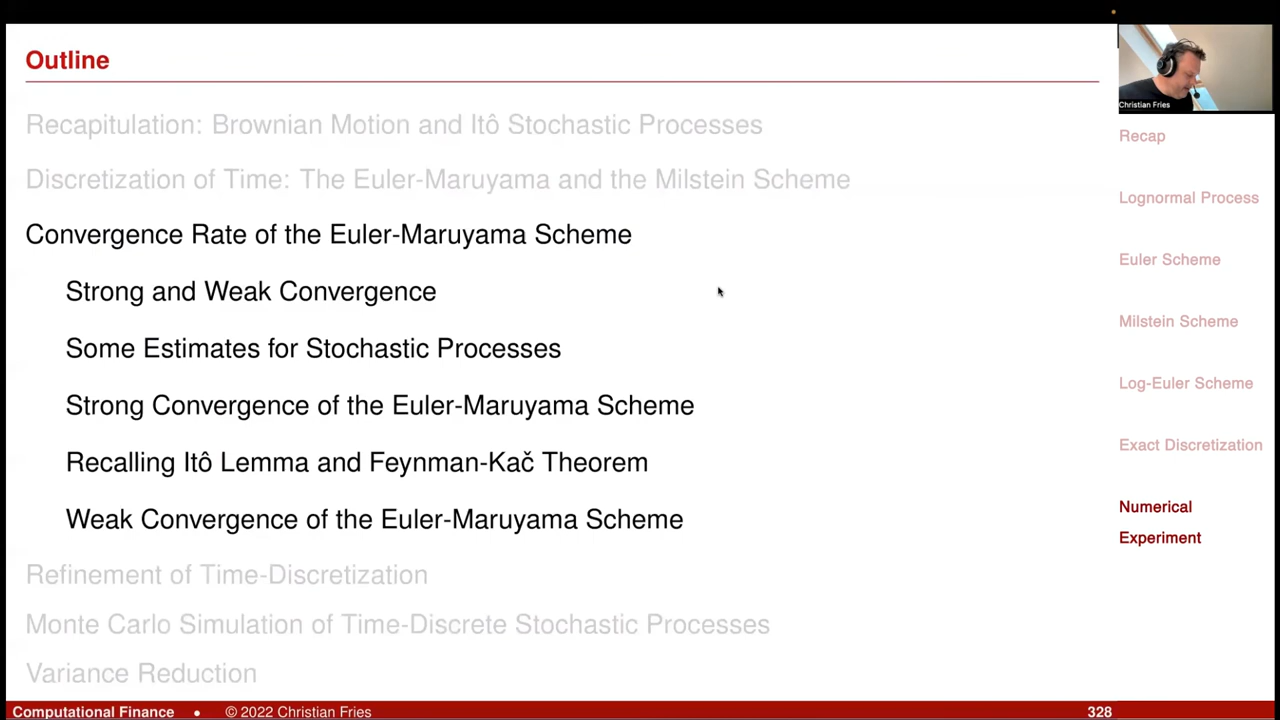 Outline
Recapitulation: Brownian Motion and Itô Stochastic Processes
Discretization of Time: The Euler-Maruyama and the Milstein Scheme
Convergence Rate of the Euler-Maruyama Scheme
Strong and Weak Convergence
Some Estimates for Stochastic Processes
Strong Convergence of the Euler-Maruyama Scheme
Recalling Itô Lemma and Feynman-Kač Theorem
Weak Convergence of the Euler-Maruyama Scheme
Refinement of Time-Discretization
Monte Carlo Simulation of Time-Discrete Stochastic Processes
Variance Reduction
Christian Fries
Recap
Lognormal Process
Euler Scheme
Milstein Scheme
Log-Euler Scheme
Exact Discretization
Numerical
Experiment
Computational Finance • © 2022 Christian Fries 328